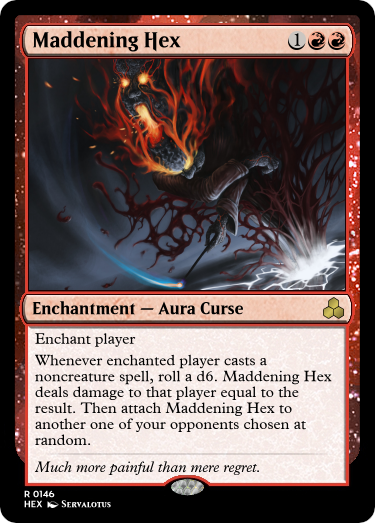 Maddening Hex 1
Enchantment — Aura Curse
Enchant player
Whenever enchanted player casts a
noncreature spell, roll a d6. Maddening Hex
deals damage to that player equal to the
result. Then attach Maddening Hex to
another one of your opponents chosen at
random.
Much more painful than mere regret.
R 0146
HEX SERVALOTUS